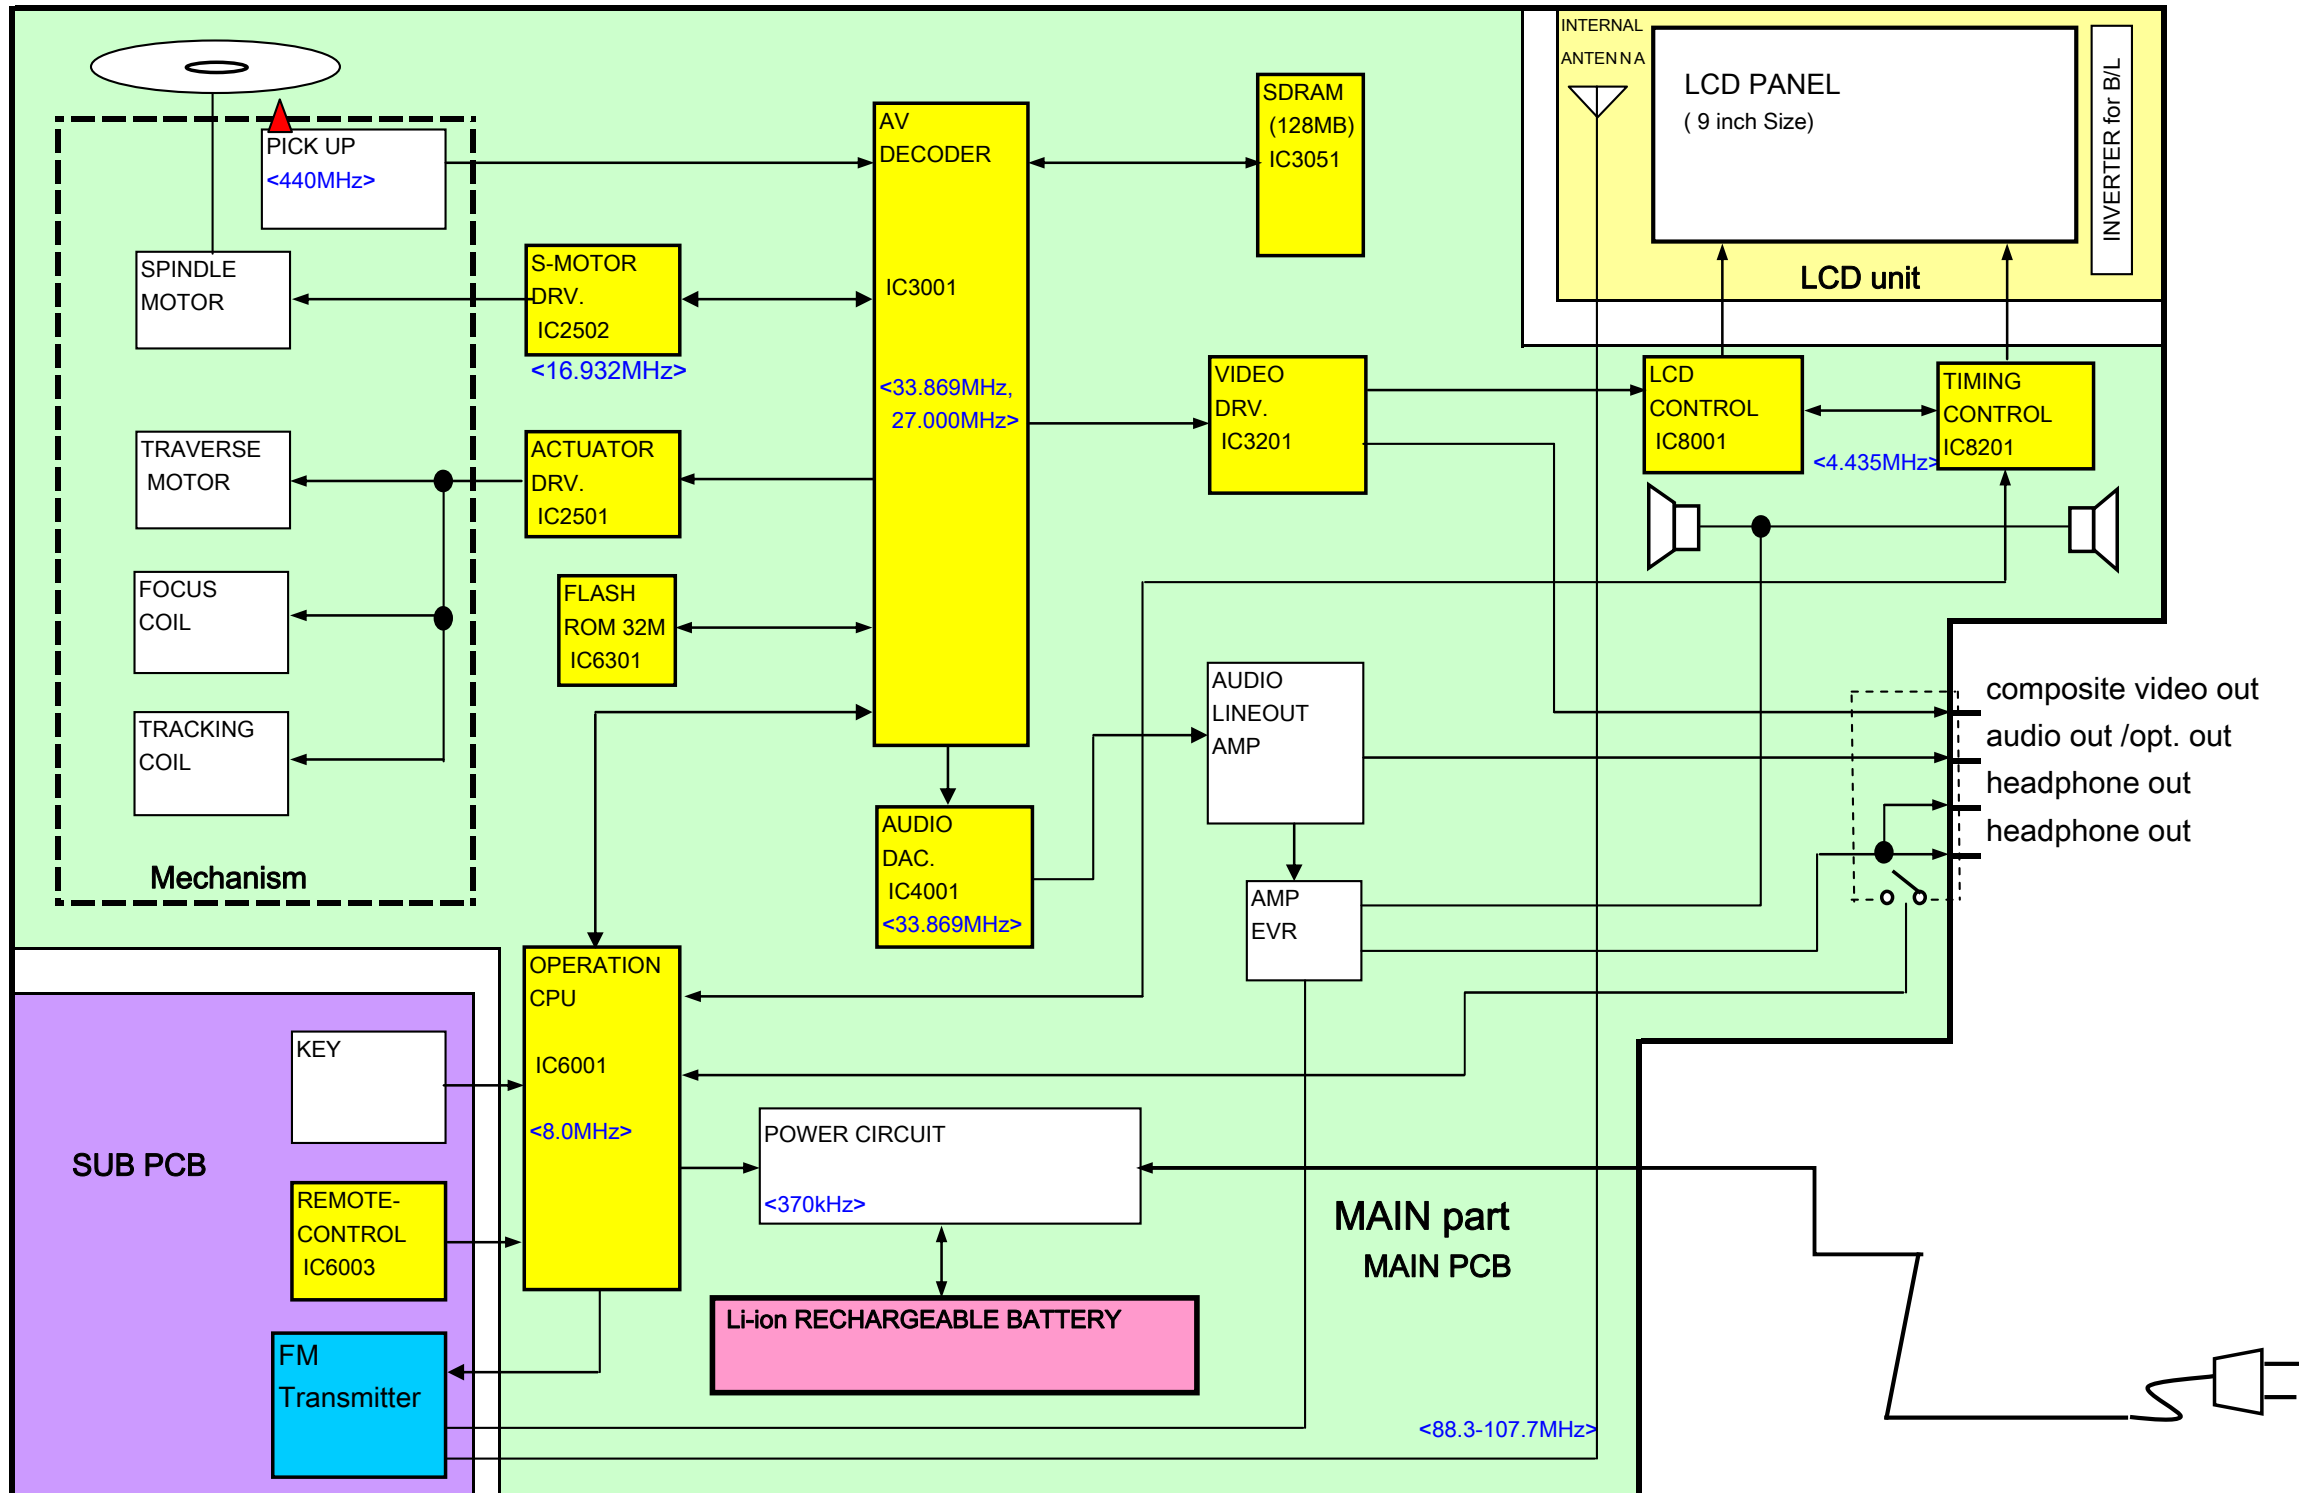 INTERNAL
ANTENNA
LCD PANEL
( 9 inch Size)
INVERTER for B/L
LCD unit
PICK UP
<440MHz>
SPINDLE
MOTOR
TRAVERSE
MOTOR
FOCUS
COIL
TRACKING
COIL
Mechanism
S-MOTOR
DRV.
IC2502
<16.932MHz>
ACTUATOR
DRV.
IC2501
FLASH
ROM 32M
IC6301
AV
DECODER
IC3001
<33.869MHz,
27.000MHz>
SDRAM
(128MB)
IC3051
VIDEO
DRV.
IC3201
LCD
CONTROL
IC8001
<4.435MHz>
TIMING
CONTROL
IC8201
AUDIO
LINEOUT
AMP
AUDIO
DAC.
IC4001
<33.869MHz>
AMP
EVR
composite video out
audio out /opt. out
headphone out
headphone out
OPERATION
CPU
IC6001
<8.0MHz>
KEY
SUB PCB
REMOTE-
CONTROL
IC6003
FM
Transmitter
POWER CIRCUIT
<370kHz>
Li-ion RECHARGEABLE BATTERY
MAIN part
MAIN PCB
<88.3-107.7MHz>